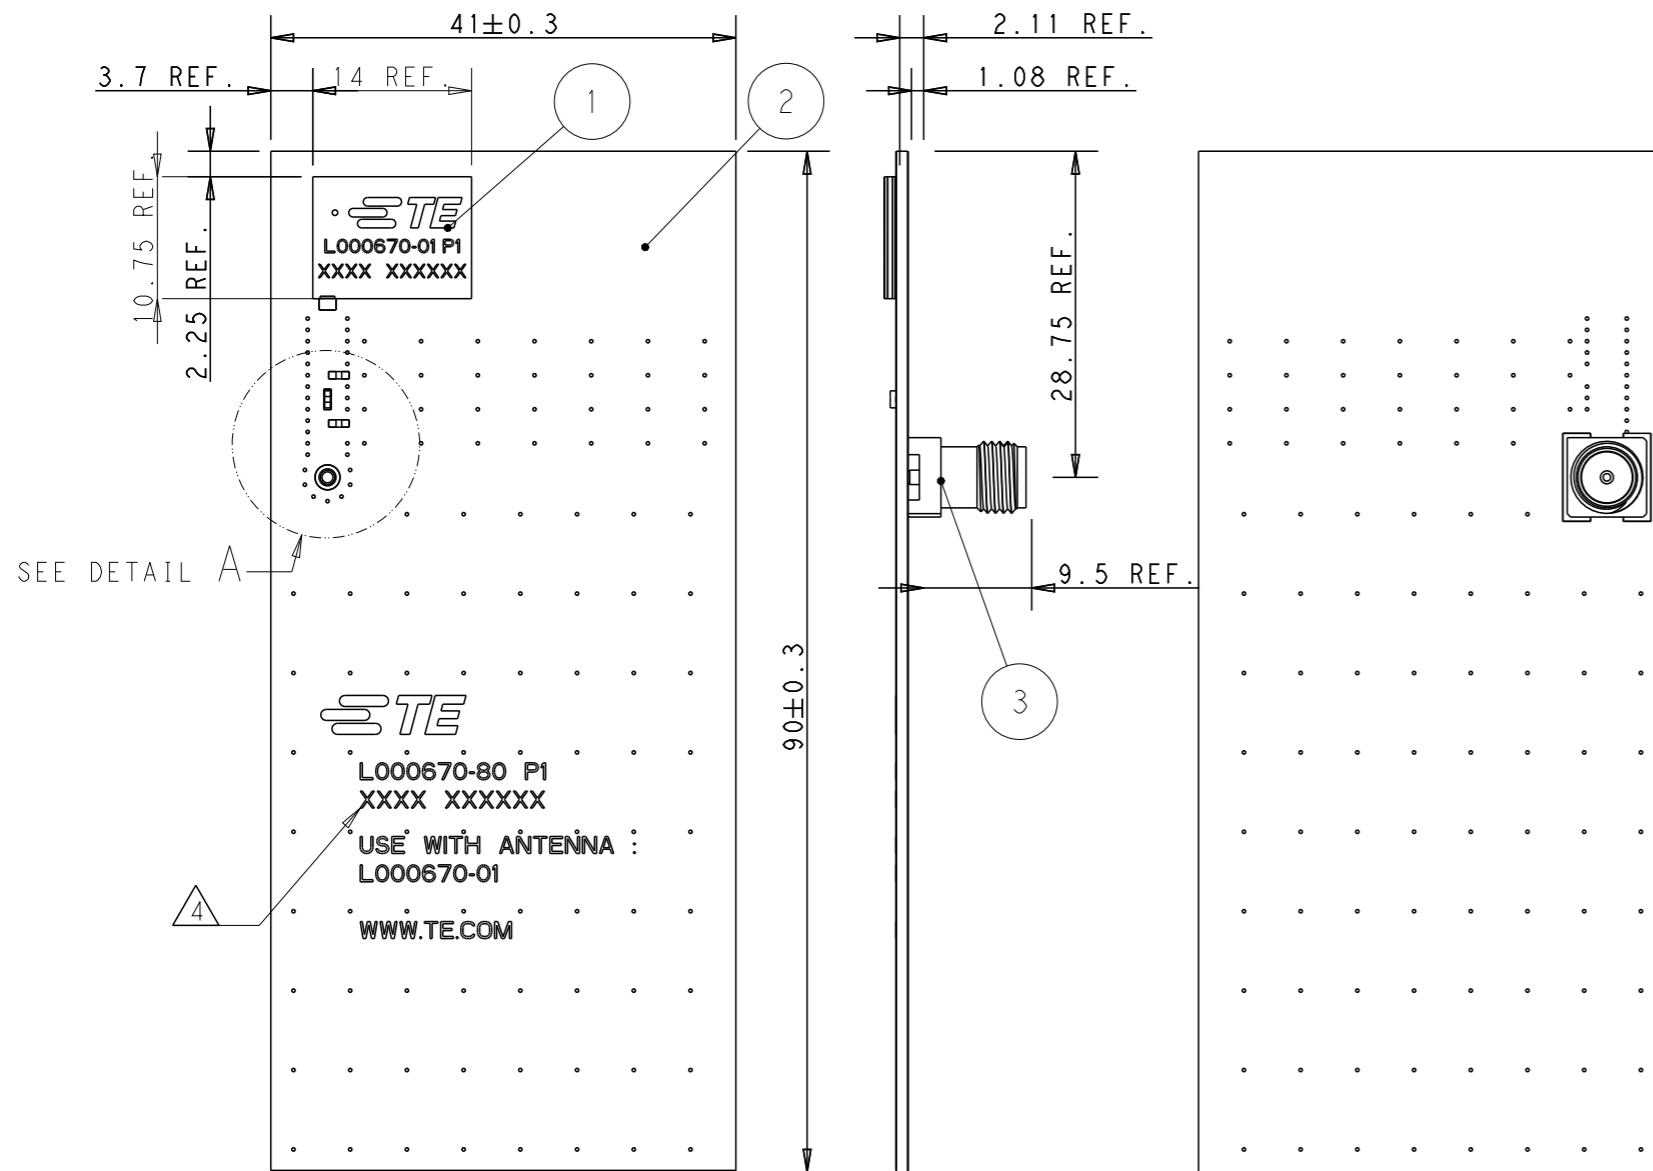 41±0.3
2.11 REF.
3.7 REF.
14 REF.
1.08 REF.
1
2
10.75 REF.
2.25 REF.
TE
L000670-01 P1
XXXX XXXXXX
28.75 REF.
SEE DETAIL A
9.5 REF.
90±0.3
3
TE
L000670-80 P1
XXXX XXXXXX
USE WITH ANTENNA :
L000670-01
4
WWW.TE.COM